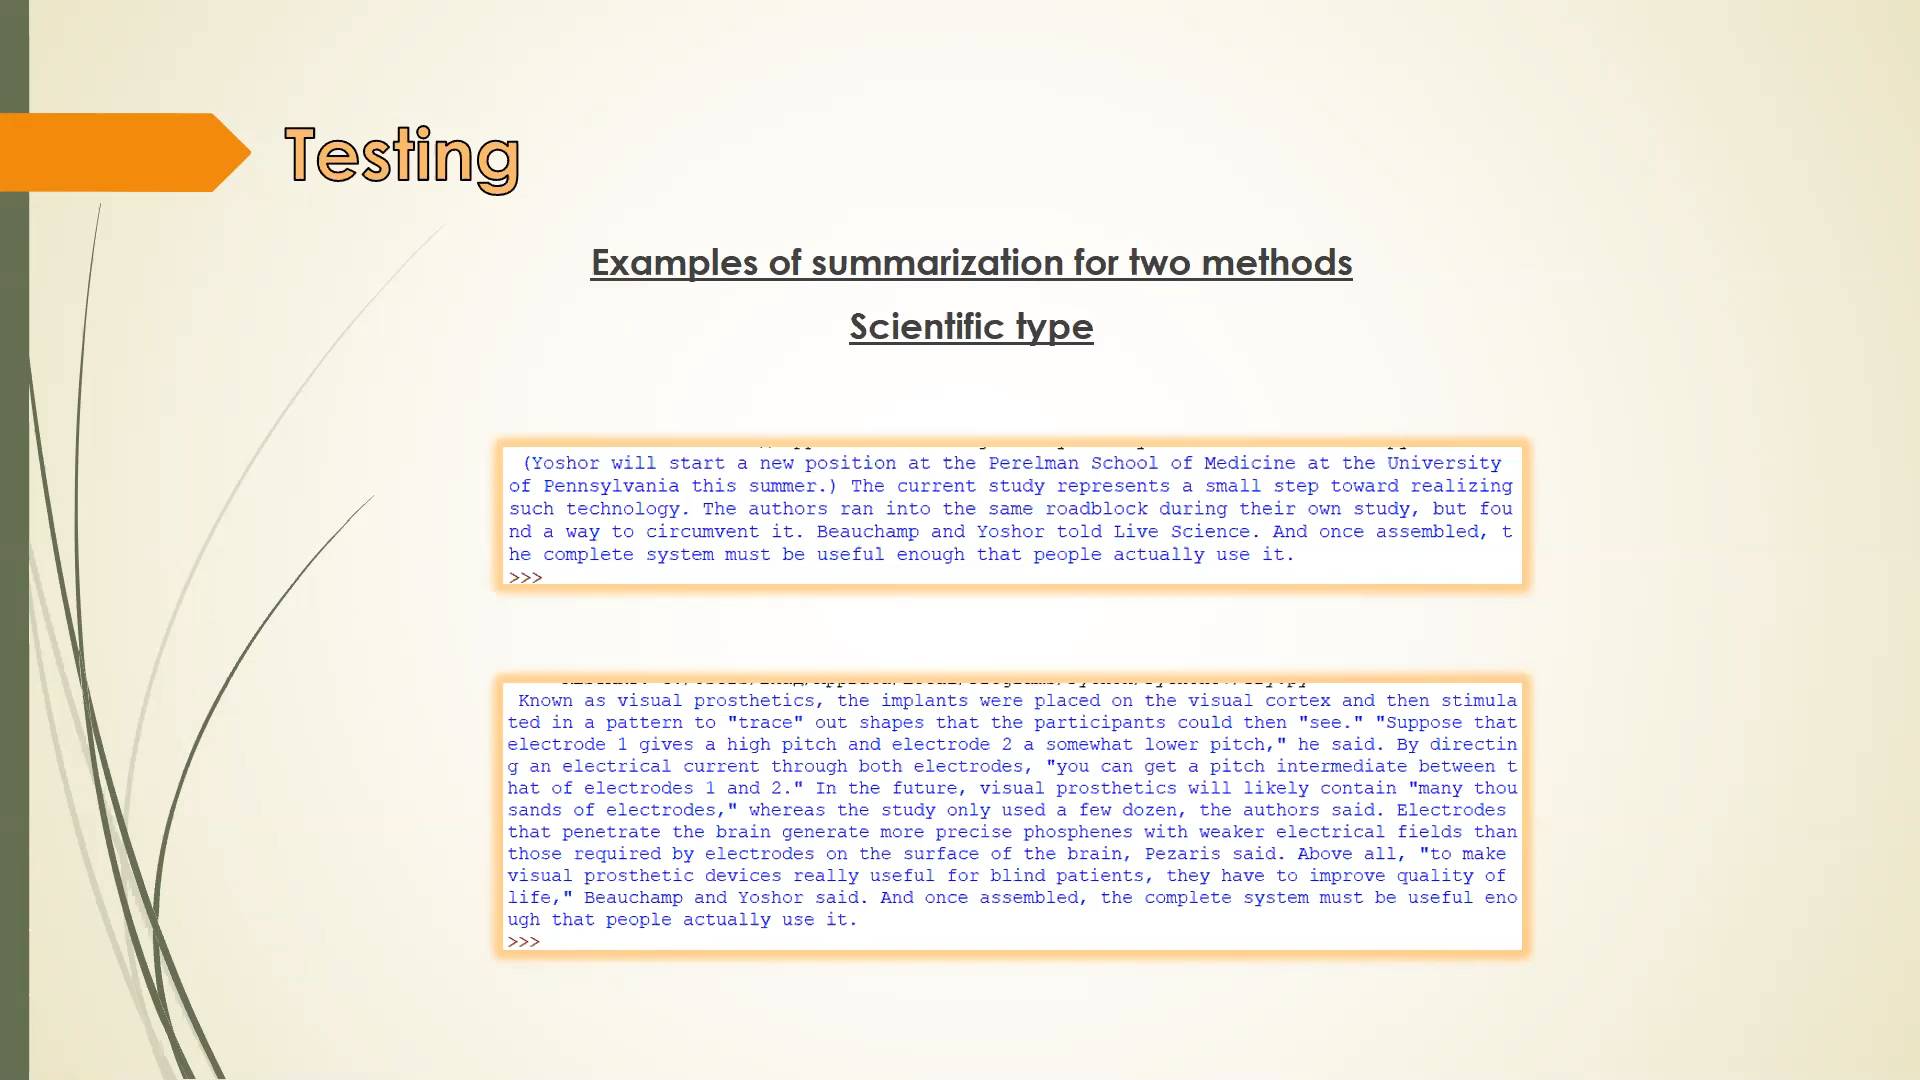 Testing
Examples of summarization for two methods
Scientific type
(Yoshor will start a new position at the Perelman School of Medicine at the University
of Pennsylvania this summer.) The current study represents a small step toward realizing
such technology. The authors ran into the same roadblock during their own study, but fou
nd a way to circumvent it. Beauchamp and Yoshor told Live Science. And once assembled, t
he complete system must be useful enough that people actually use it.
>>>
Known as visual prosthetics, the implants were placed on the visual cortex and then stimula
ted in a pattern to "trace" out shapes that the participants could then "see." "Suppose that
electrode 1 gives a high pitch and electrode 2 a somewhat lower pitch," he said. By directin
g an electrical current through both electrodes, "you can get a pitch intermediate between t
hat of electrodes 1 and 2." In the future, visual prosthetics will likely contain "many thou
sands of electrodes," whereas the study only used a few dozen, the authors said. Electrodes
that penetrate the brain generate more precise phosphenes with weaker electrical fields than
those required by electrodes on the surface of the brain, Pezaris said. Above all, "to make
visual prosthetic devices really useful for blind patients, they have to improve quality of
life," Beauchamp and Yoshor said. And once assembled, the complete system must be useful eno
ugh that people actually use it.
>>>